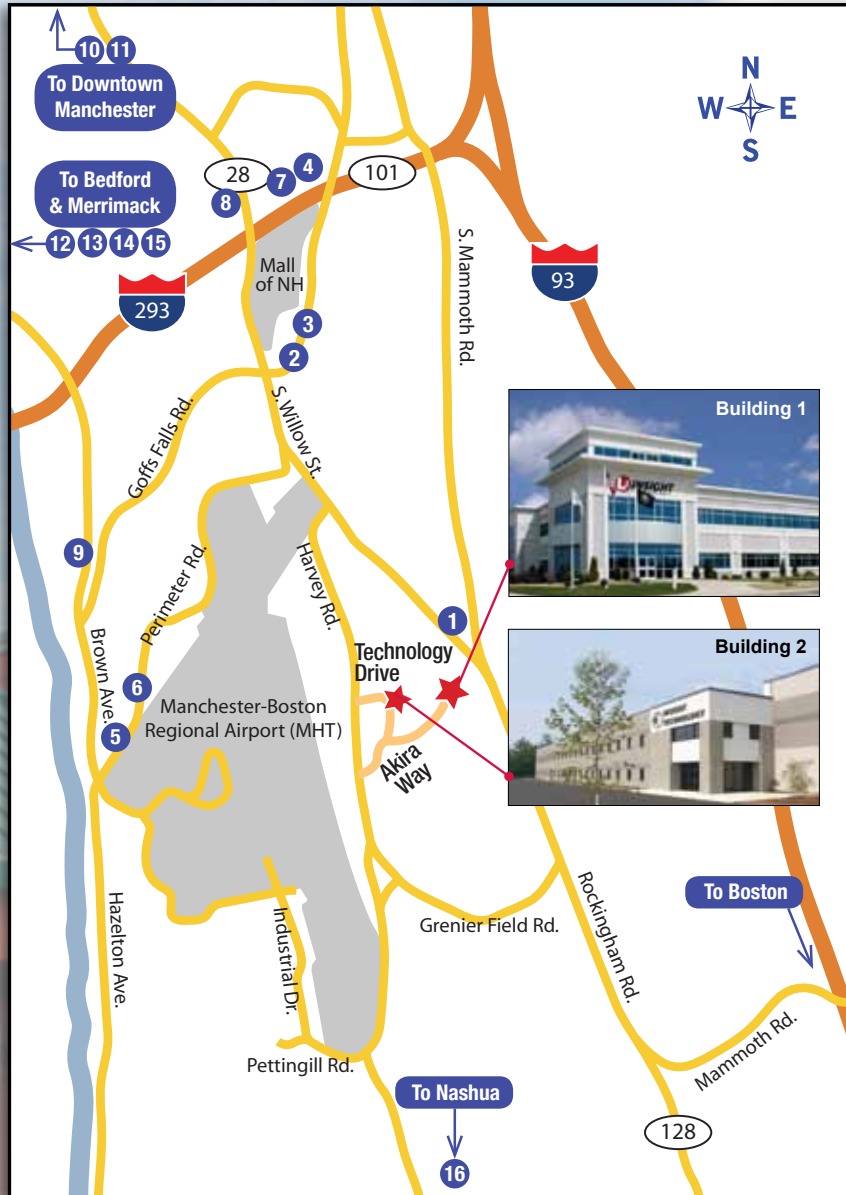 10
11
To Downtown
Manchester
N
W
E
S
28
7
4
101
8
To Bedford
& Merrimack
12
13
14
15
Mall
of NH
293
93
S. Mammoth Rd.
3
2
S. Willow St.
Goffs Falls Rd.
Building 1
9
Perimeter Rd.
Harvey Rd.
1
Technology
Drive
Building 2
Brown Ave.
6
Manchester-Boston
Regional Airport (MHT)
5
Akira
Way
Hazelton Ave.
Industrial Dr.
Grenier Field Rd.
Rockingham Rd.
To Boston
Pettingill Rd.
Mammoth Rd.
To Nashua
16
128